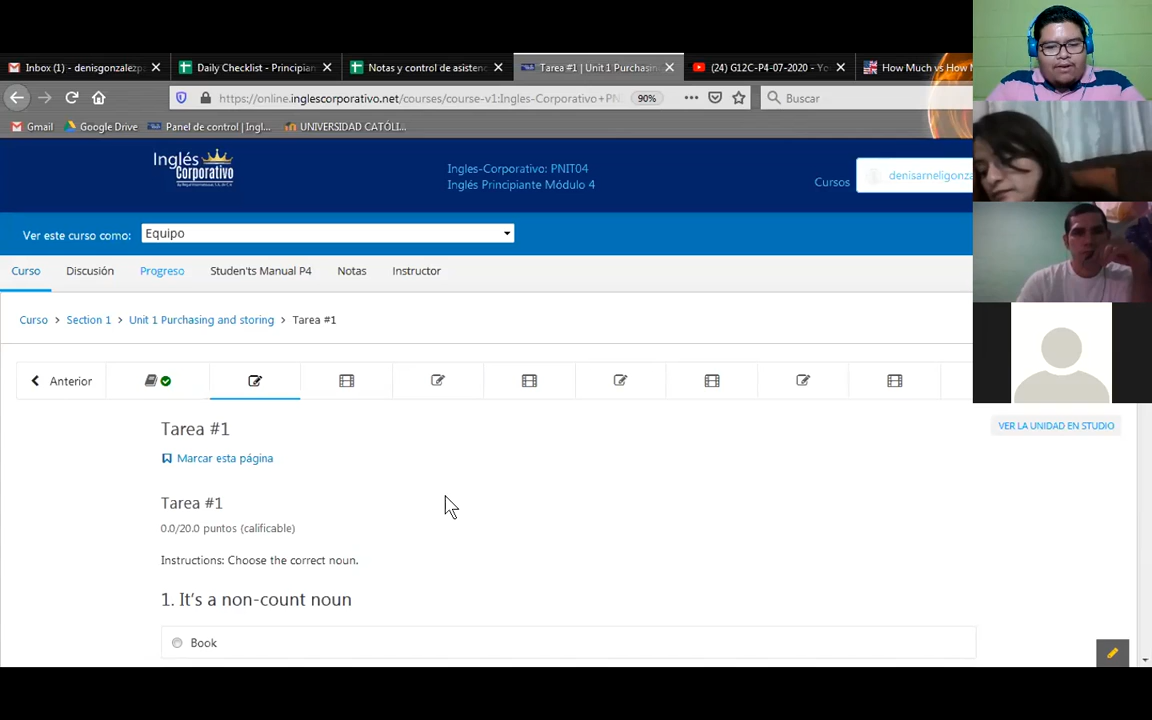 Inbox (1) - denisgonzalezp
Daily Checklist - Principian
Notas y control de asistenc
Tarea #1 | Unit 1 Purchasin
(24) G12C-P4-07-2020 - Yo
How Much vs How M
https://online.inglescorporativo.net/courses/course-v1:Ingles-Corporativo+PN
90%
Buscar
Gmail
Google Drive
Panel de control | Ingl...
UNIVERSIDAD CATÓLI...
Inglés
Corporativo
Ingles-Corporativo: PNIT04
Inglés Principiante Módulo 4
Cursos
denisarneligonza
Ver este curso como:
Equipo
Curso
Discusión
Progreso
Studen'ts Manual P4
Notas
Instructor
Curso > Section 1 > Unit 1 Purchasing and storing > Tarea #1
Anterior
Tarea #1
VER LA UNIDAD EN STUDIO
Marcar esta página
Tarea #1
0.0/20.0 puntos (calificable)
Instructions: Choose the correct noun.
1. It's a non-count noun
Book